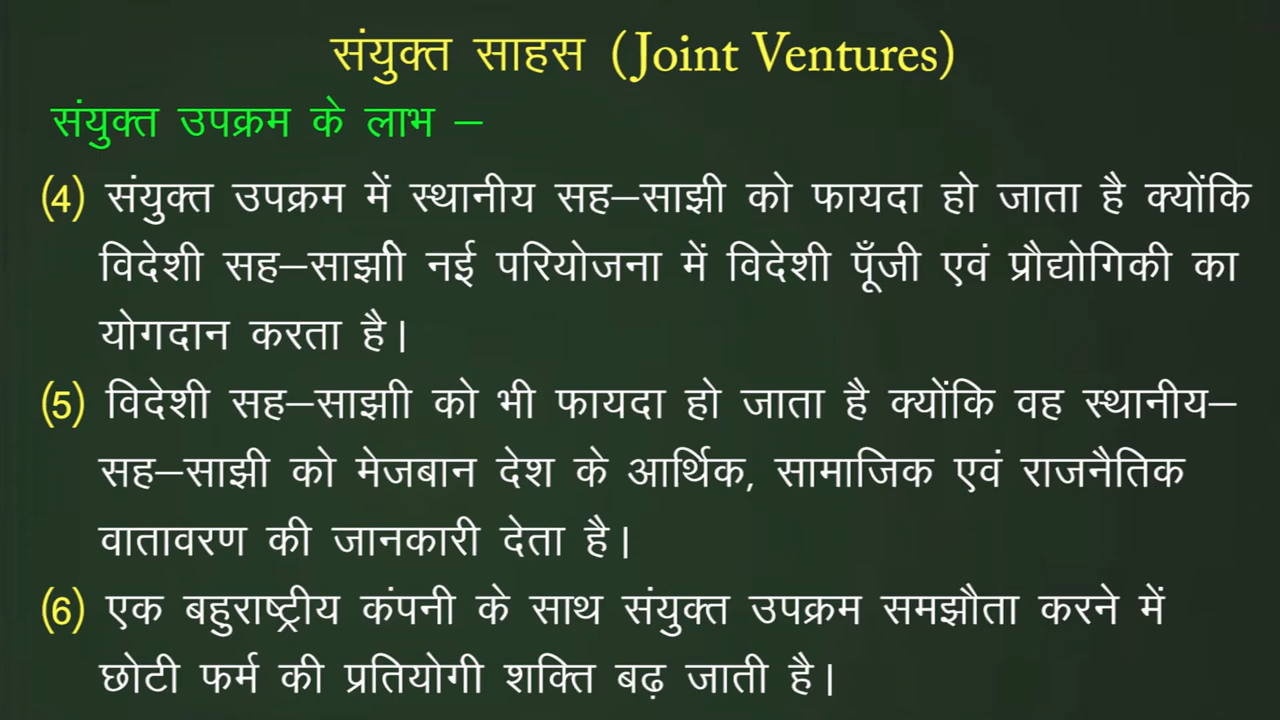 संयुक्त साहस (Joint Ventures)
संयुक्त उपक्रम के लाभ –
(4) संयुक्त उपक्रम में स्थानीय सह–साझी को फायदा हो जाता है क्योंकि
विदेशी सह–साझाी नई परियोजना में विदेशी पूँजी एवं प्रौद्योगिकी का
योगदान करता है।
(5) विदेशी सह–साझाी को भी फायदा हो जाता है क्योंकि वह स्थानीय–
सह–साझी को मेजबान देश के आर्थिक, सामाजिक एवं राजनैतिक
वातावरण की जानकारी देता है।
(6) एक बहुराष्ट्रीय कंपनी के साथ संयुक्त उपक्रम समझौता करने में
छोटी फर्म की प्रतियोगी शक्ति बढ़ जाती है।